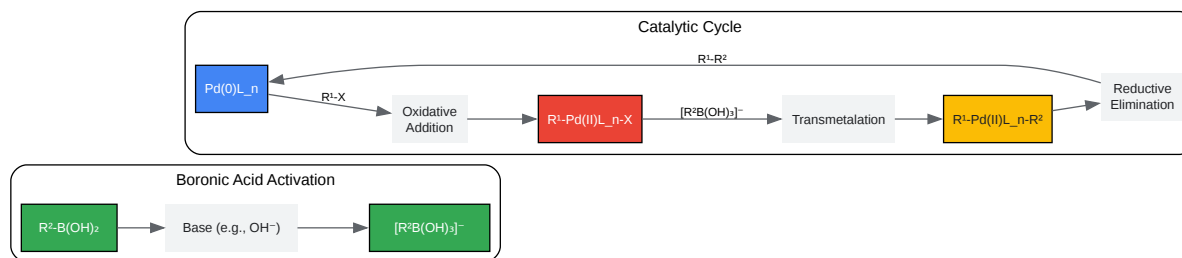 Catalytic Cycle
R¹-R²
Pd(0)L_n
R¹-X
Oxidative
Addition
R¹-Pd(II)L_n-X
[R²B(OH)₃]⁻
Transmetalation
R¹-Pd(II)L_n-R²
Reductive
Elimination
Boronic Acid Activation
R²-B(OH)₂
Base (e.g., OH⁻)
[R²B(OH)₃]⁻